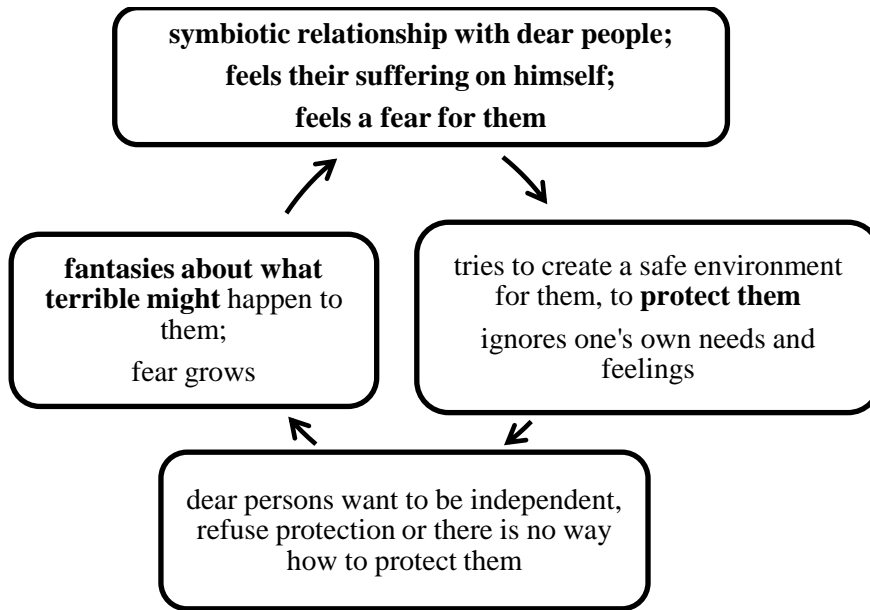 symbiotic relationship with dear people;
feels their suffering on himself;
feels a fear for them
fantasies about what
terrible might happen to
them;
fear grows
tries to create a safe environment
for them, to protect them
ignores one's own needs and
feelings
dear persons want to be independent,
refuse protection or there is no way
how to protect them